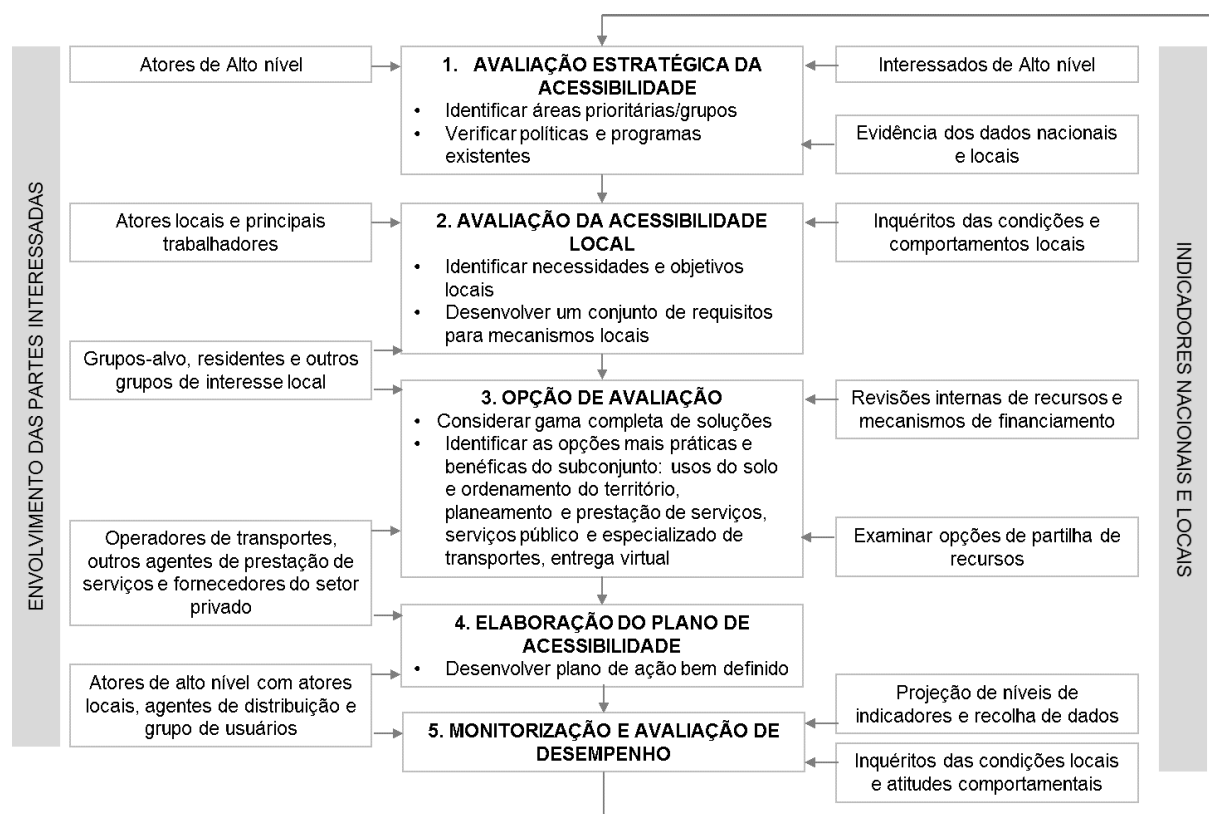 ENVOLVIMENTO DAS PARTES INTERESSADAS
Atores de Alto nível
1. AVALIAÇÃO ESTRATÉGICA DA
ACESSIBILIDADE
• Identificar áreas prioritárias/grupos
• Verificar políticas e programas
existentes
Interessados de Alto nível
Evidência dos dados nacionais
e locais
Atores locais e principais
trabalhadores
2. AVALIAÇÃO DA ACESSIBILIDADE
LOCAL
• Identificar necessidades e objetivos
locais
• Desenvolver um conjunto de requisitos
para mecanismos locais
Inquéritos das condições e
comportamentos locais
Grupos-alvo, residentes e outros
grupos de interesse local
3. OPÇÃO DE AVALIAÇÃO
• Considerar gama completa de soluções
• Identificar as opções mais práticas e
benéficas do subconjunto: usos do solo
e ordenamento do território,
planeamento e prestação de serviços,
serviços público e especializado de
transportes, entrega virtual
Revisões internas de recursos e
mecanismos de financiamento
Examinar opções de partilha de
recursos
Operadores de transportes,
outros agentes de prestação de
serviços e fornecedores do setor
privado
4. ELABORAÇÃO DO PLANO DE
ACESSIBILIDADE
• Desenvolver plano de ação bem definido
Atores de alto nível com atores
locais, agentes de distribuição e
grupo de usuários
5. MONITORIZAÇÃO E AVALIAÇÃO DE
DESEMPENHO
Projeção de níveis de
indicadores e recolha de dados
Inquéritos das condições locais
e atitudes comportamentais
INDICADORES NACIONAIS E LOCAIS